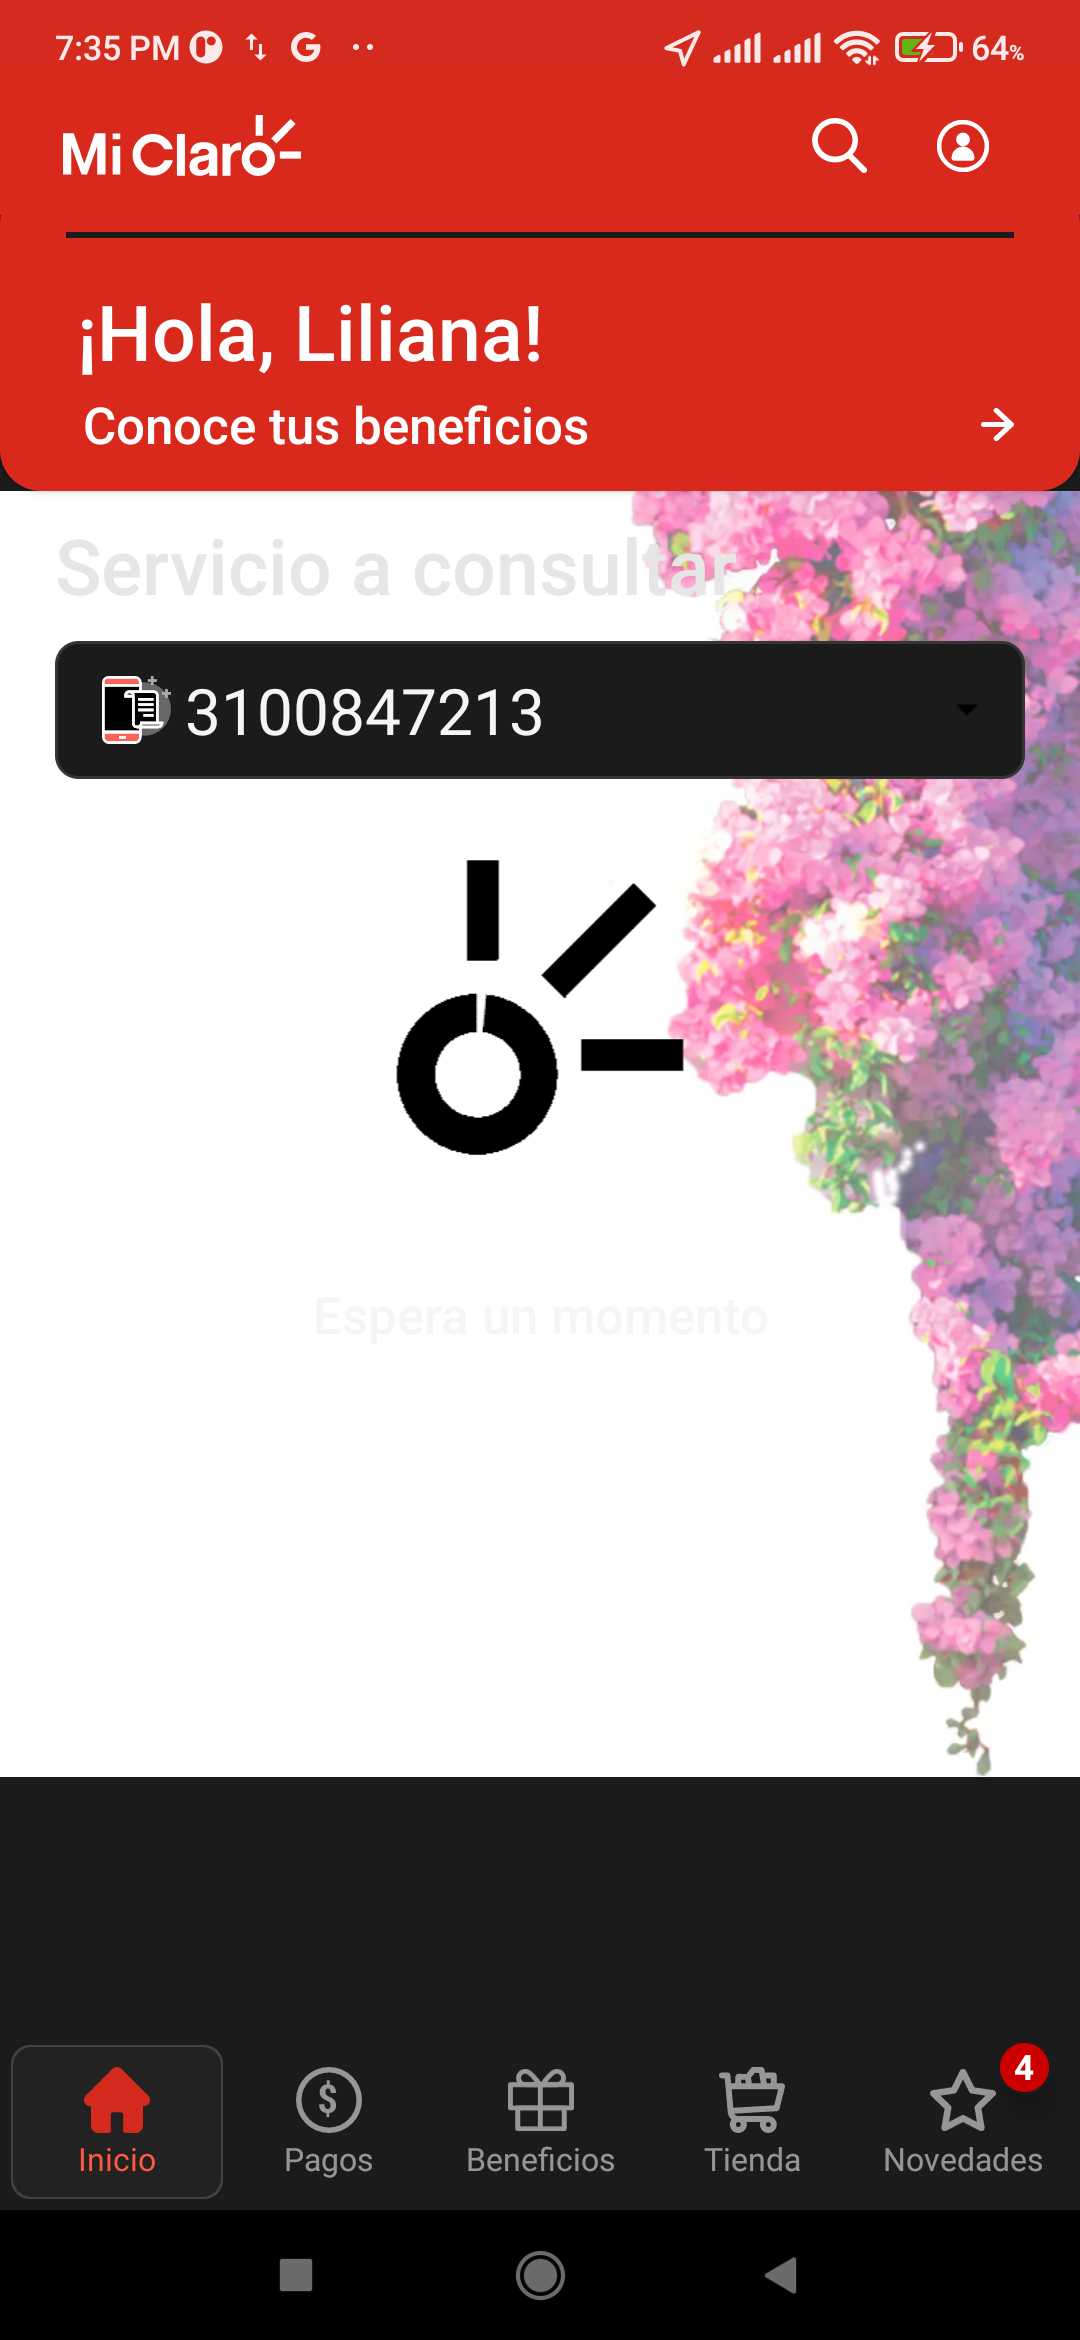 7:35 PM
64%
Mi Claro
¡Hola, Liliana!
Conoce tus beneficios
Servicio a consultar
3100847213
Espera un momento
4
Inicio
Pagos
Beneficios
Tienda
Novedades